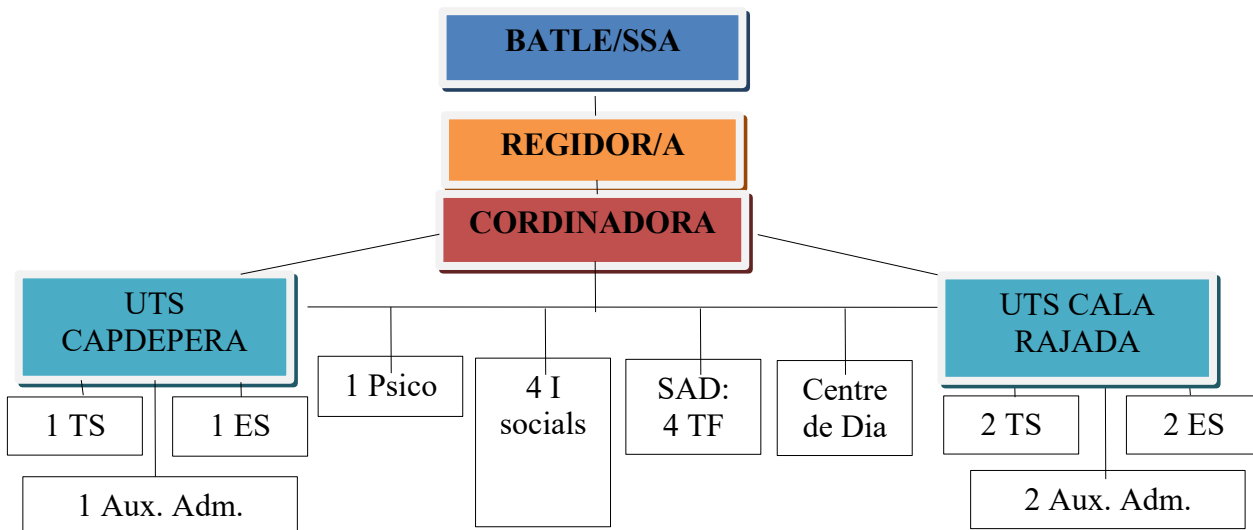 BATLE/SSA
REGIDOR/A
CORDINADORA
UTS
CAPDEPERA
UTS CALA
RAJADA
1 Psico
4 I
socials
SAD:
4 TF
Centre
de Dia
1 TS
1 ES
2 TS
2 ES
1 Aux. Adm.
2 Aux. Adm.